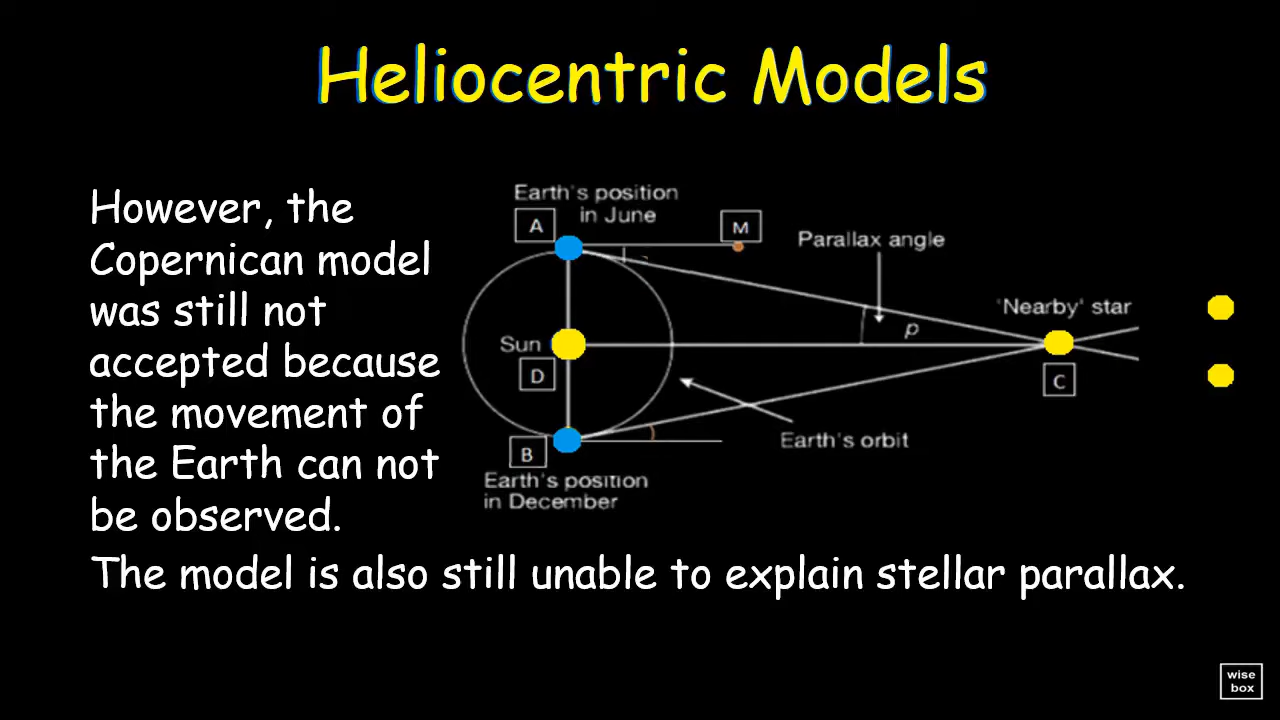 Heliocentric Models
However, the
Copernican model
was still not
accepted because
the movement of
the Earth can not
be observed.
The model is also still unable to explain stellar parallax.
Earth's position
in June
A
M
Parallax angle
'Nearby' star
p
Sun
D
C
Earth's orbit
B
Earth's position
in December
wise
box